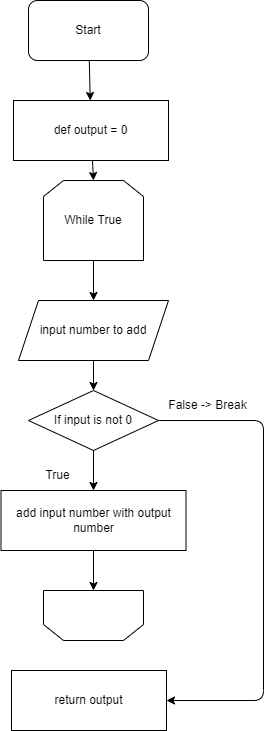 Start
def output = 0
While True
input number to add
If input is not 0
False -> Break
True
add input number with output
number
return output